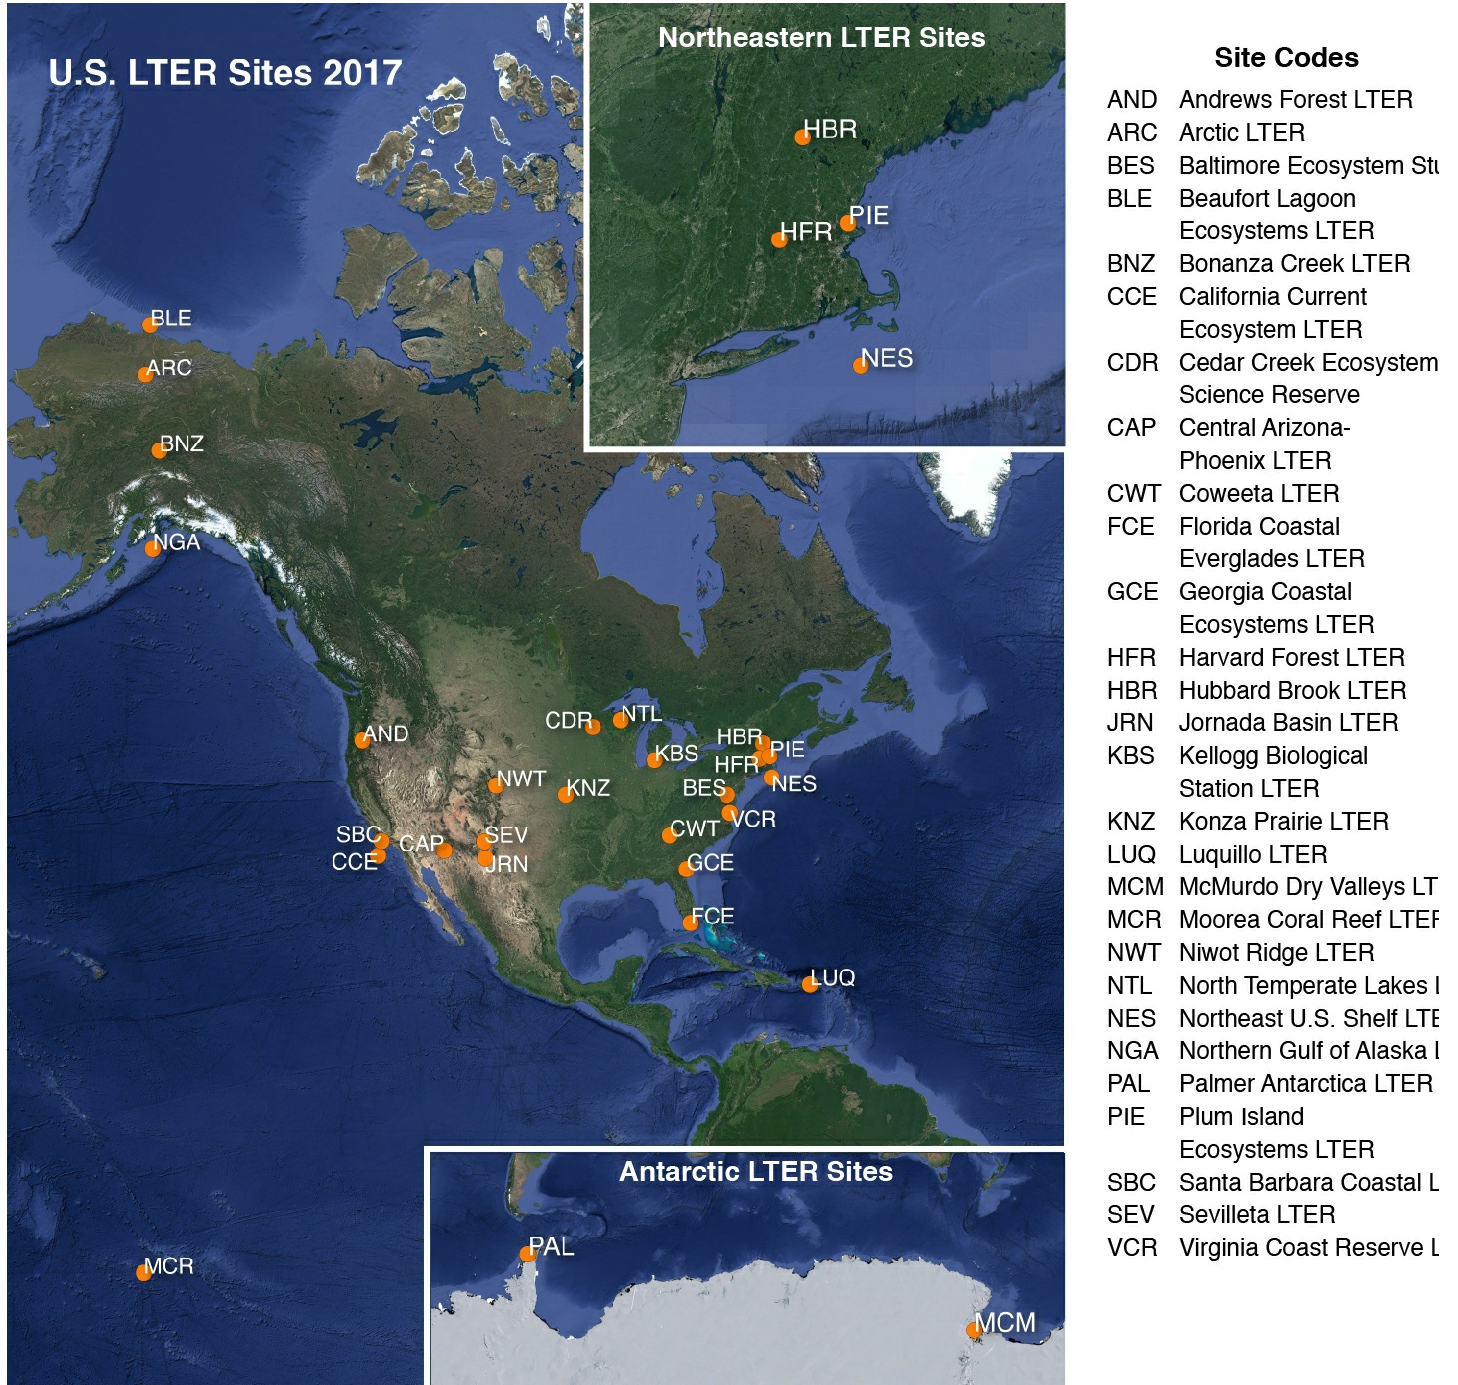 U.S. LTER Sites 2017
Northeastern LTER Sites
HBR
PIE
HFR
NES
BLE
ARC
BNZ
NGA
AND
CDR
NTL
KBS
HBR
PIE
HFR
NES
NWT
KNZ
BES
VCR
SBC
CAP
SEV
CWT
CCE
JRN
GCE
FCE
LUQ
MCR
Antarctic LTER Sites
PAL
MCM
Site Codes
AND Andrews Forest LTER
ARC Arctic LTER
BES Baltimore Ecosystem Stu
BLE Beaufort Lagoon
Ecosystems LTER
BNZ Bonanza Creek LTER
CCE California Current
Ecosystem LTER
CDR Cedar Creek Ecosystem
Science Reserve
CAP Central Arizona-
Phoenix LTER
CWT Coweeta LTER
FCE Florida Coastal
Everglades LTER
GCE Georgia Coastal
Ecosystems LTER
HFR Harvard Forest LTER
HBR Hubbard Brook LTER
JRN Jornada Basin LTER
KBS Kellogg Biological
Station LTER
KNZ Konza Prairie LTER
LUQ Luquillo LTER
MCM McMurdo Dry Valleys LT
MCR Moorea Coral Reef LTER
NWT Niwot Ridge LTER
NTL North Temperate Lakes L
NES Northeast U.S. Shelf LTE
NGA Northern Gulf of Alaska L
PAL Palmer Antarctica LTER
PIE Plum Island
Ecosystems LTER
SBC Santa Barbara Coastal L
SEV Sevilleta LTER
VCR Virginia Coast Reserve L